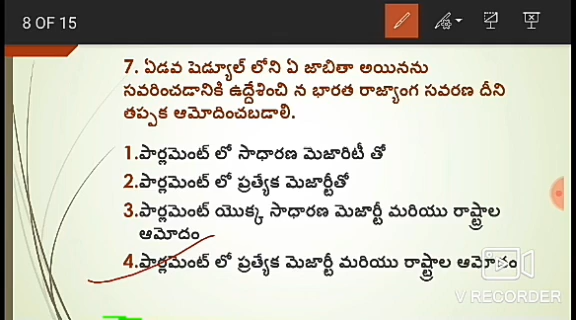 8 OF 15
7. ఏడవ షెడ్యూల్ లోని ఏ జాబితా అయినను
సవరించడానికి ఉద్దేశించి న భారత రాజ్యాంగ సవరణ దీని
తప్పక ఆమోదించబడాలి.
1.పార్లమెంట్ లో సాధారణ మెజారిటీ తో
2.పార్లమెంట్ లో ప్రత్యేక మెజార్టీతో
3.పార్లమెంట్ యొక్క సాధారణ మెజార్టీ మరియు రాష్ట్రాల
ఆమోదం
4.పార్లమెంట్ లో ప్రత్యేక మెజార్టీ మరియు రాష్ట్రాల ఆమోదం
V RECORDER